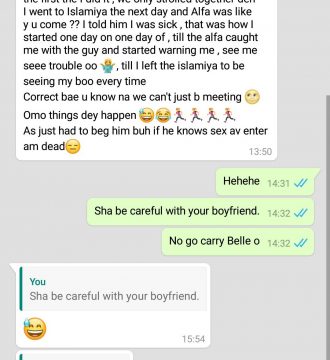 the first the I did it , we only strolled together den
I went to Islamiya the next day and Alfa was like
y u come ?? I told him I was sick , that was how I
started one day on one day of , till the alfa caught
me with the guy and started warning me , see me
seee trouble oo 🤷, till I left the islamiya to be
seeing my boo every time
Correct bae u know na we can't just b meeting 🌝
Omo things dey happen 😅😂🏃🏃🏃🏃
As just had to beg him buh if he knows sex av enter
am dead😑
13:50
Hehehe 14:31
Sha be careful with your boyfriend. 14:32
No go carry Belle o 14:32
You
Sha be careful with your boyfriend.
😅
15:54
You